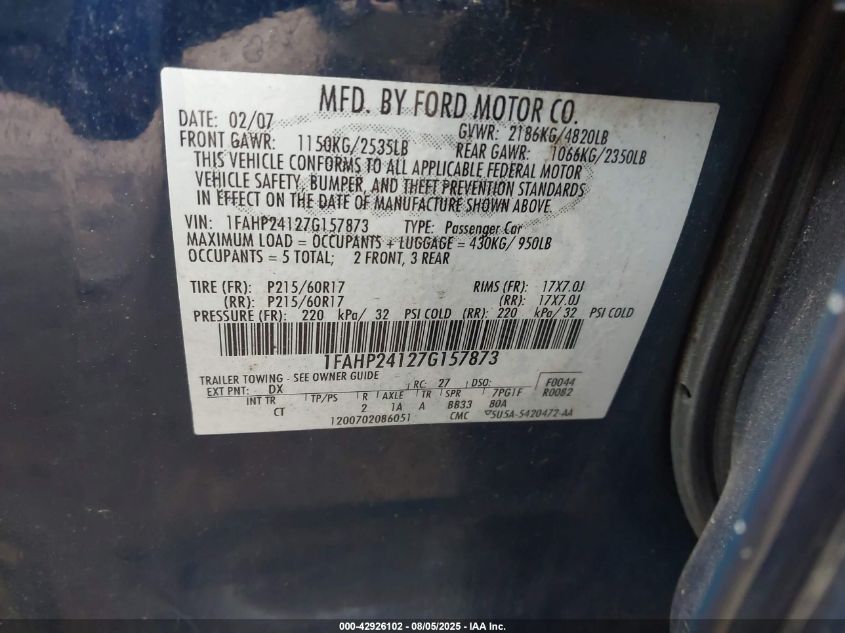 MFD. BY FORD MOTOR CO.
DATE: 02/07 GVWR: 2186KG/4820LB
FRONT GAWR: 1150KG/2535LB REAR GAWR: 1066KG/2350LB
THIS VEHICLE CONFORMS TO ALL APPLICABLE FEDERAL MOTOR
VEHICLE SAFETY, BUMPER, AND THEFT PREVENTION STANDARDS
IN EFFECT ON THE DATE OF MANUFACTURE SHOWN ABOVE.
VIN: 1FAHP24127G157873 TYPE: Passenger Car
MAXIMUM LOAD = OCCUPANTS + LUGGAGE = 430KG/ 950LB
OCCUPANTS = 5 TOTAL; 2 FRONT, 3 REAR
TIRE (FR): P215/60R17 RIMS (FR): 17X7.0J
(RR): P215/60R17 (RR): 17X7.0J
PRESSURE (FR): 220 kPa/ 32 PSI COLD (RR): 220 kPa/ 32 PSI COLD
1FAHP24127G157873
TRAILER TOWING - SEE OWNER GUIDE
EXT PNT: DX RC: 27 DSO: F0044
INT TR TP/PS R AXLE TR SPR 7PG1F R0082
CT 2 1A A BB33 80A
1200702086051 CMC 5U5A-5420472-AA
000-42926102 - 08/05/2025 - IAA Inc.